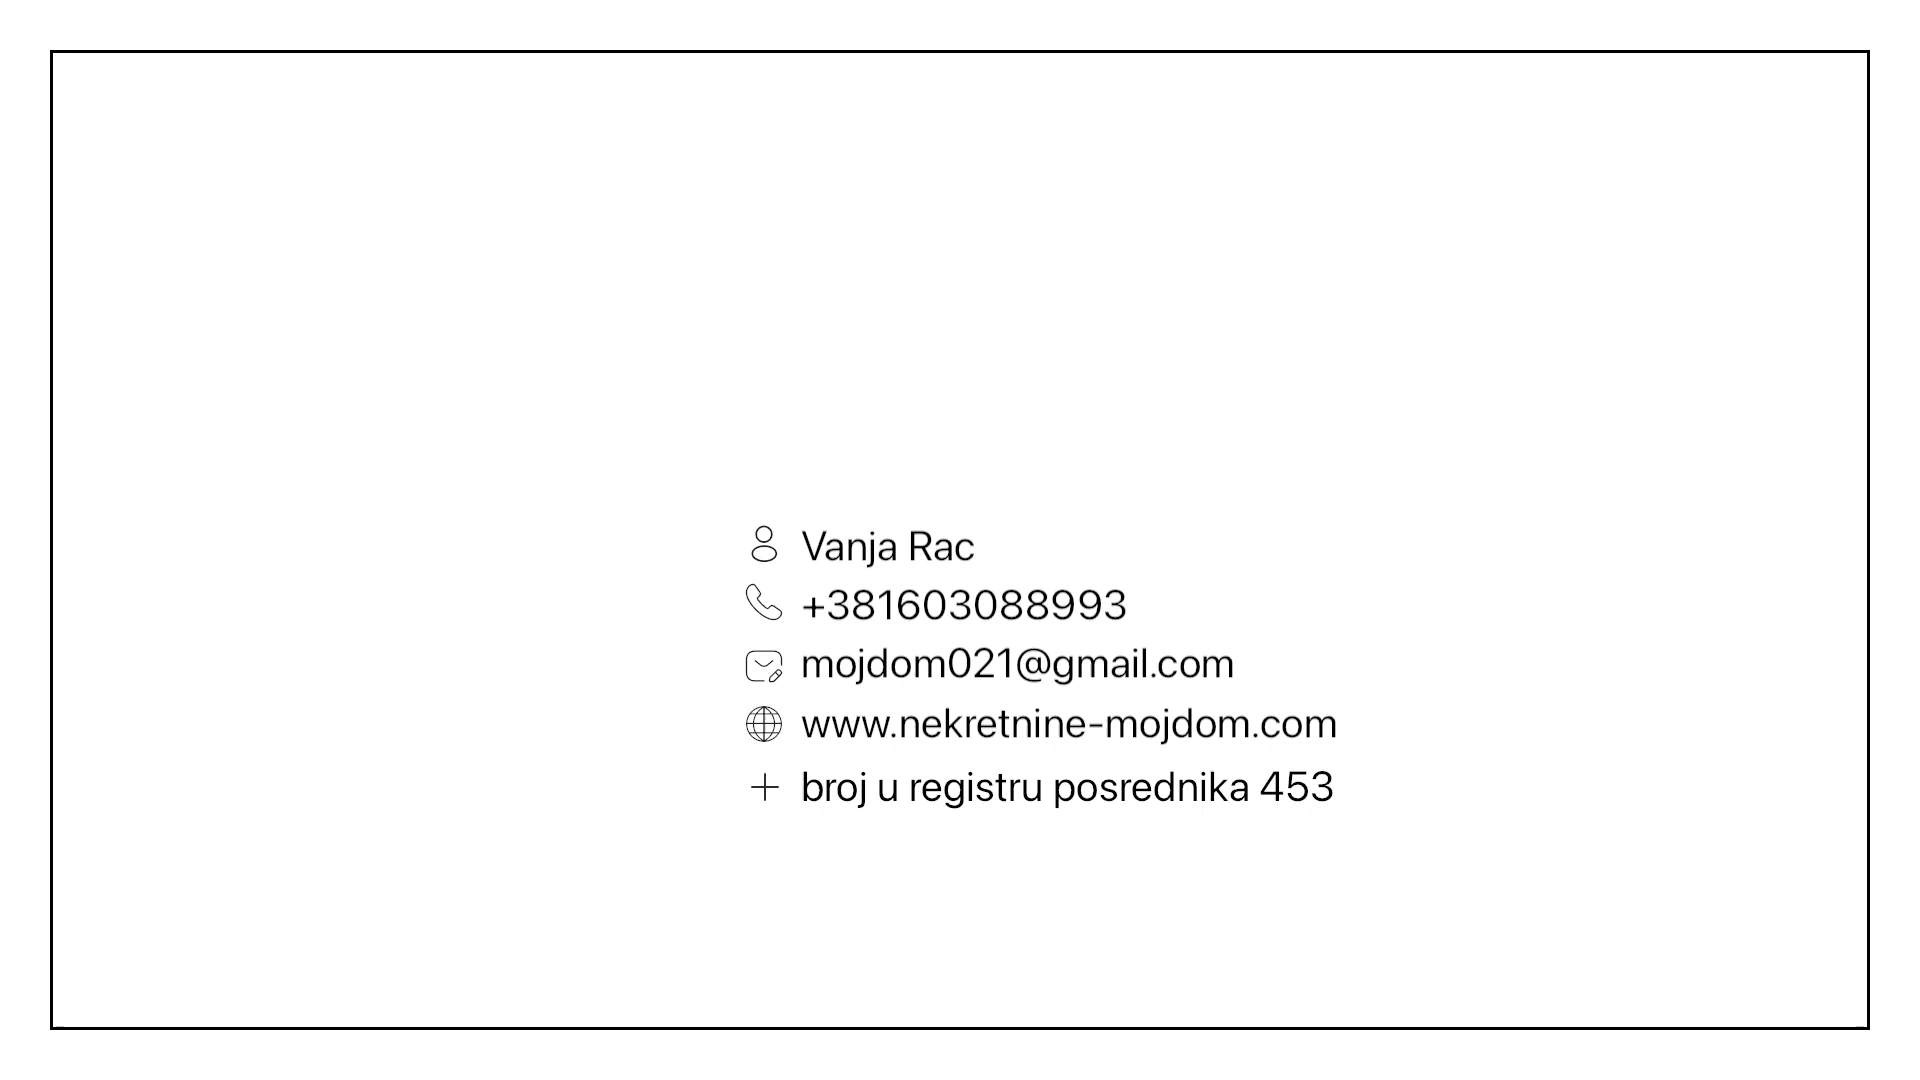 Vanja Rac
+381603088993
mojdom021@gmail.com
www.nekretnine-mojdom.com
broj u registru posrednika 453